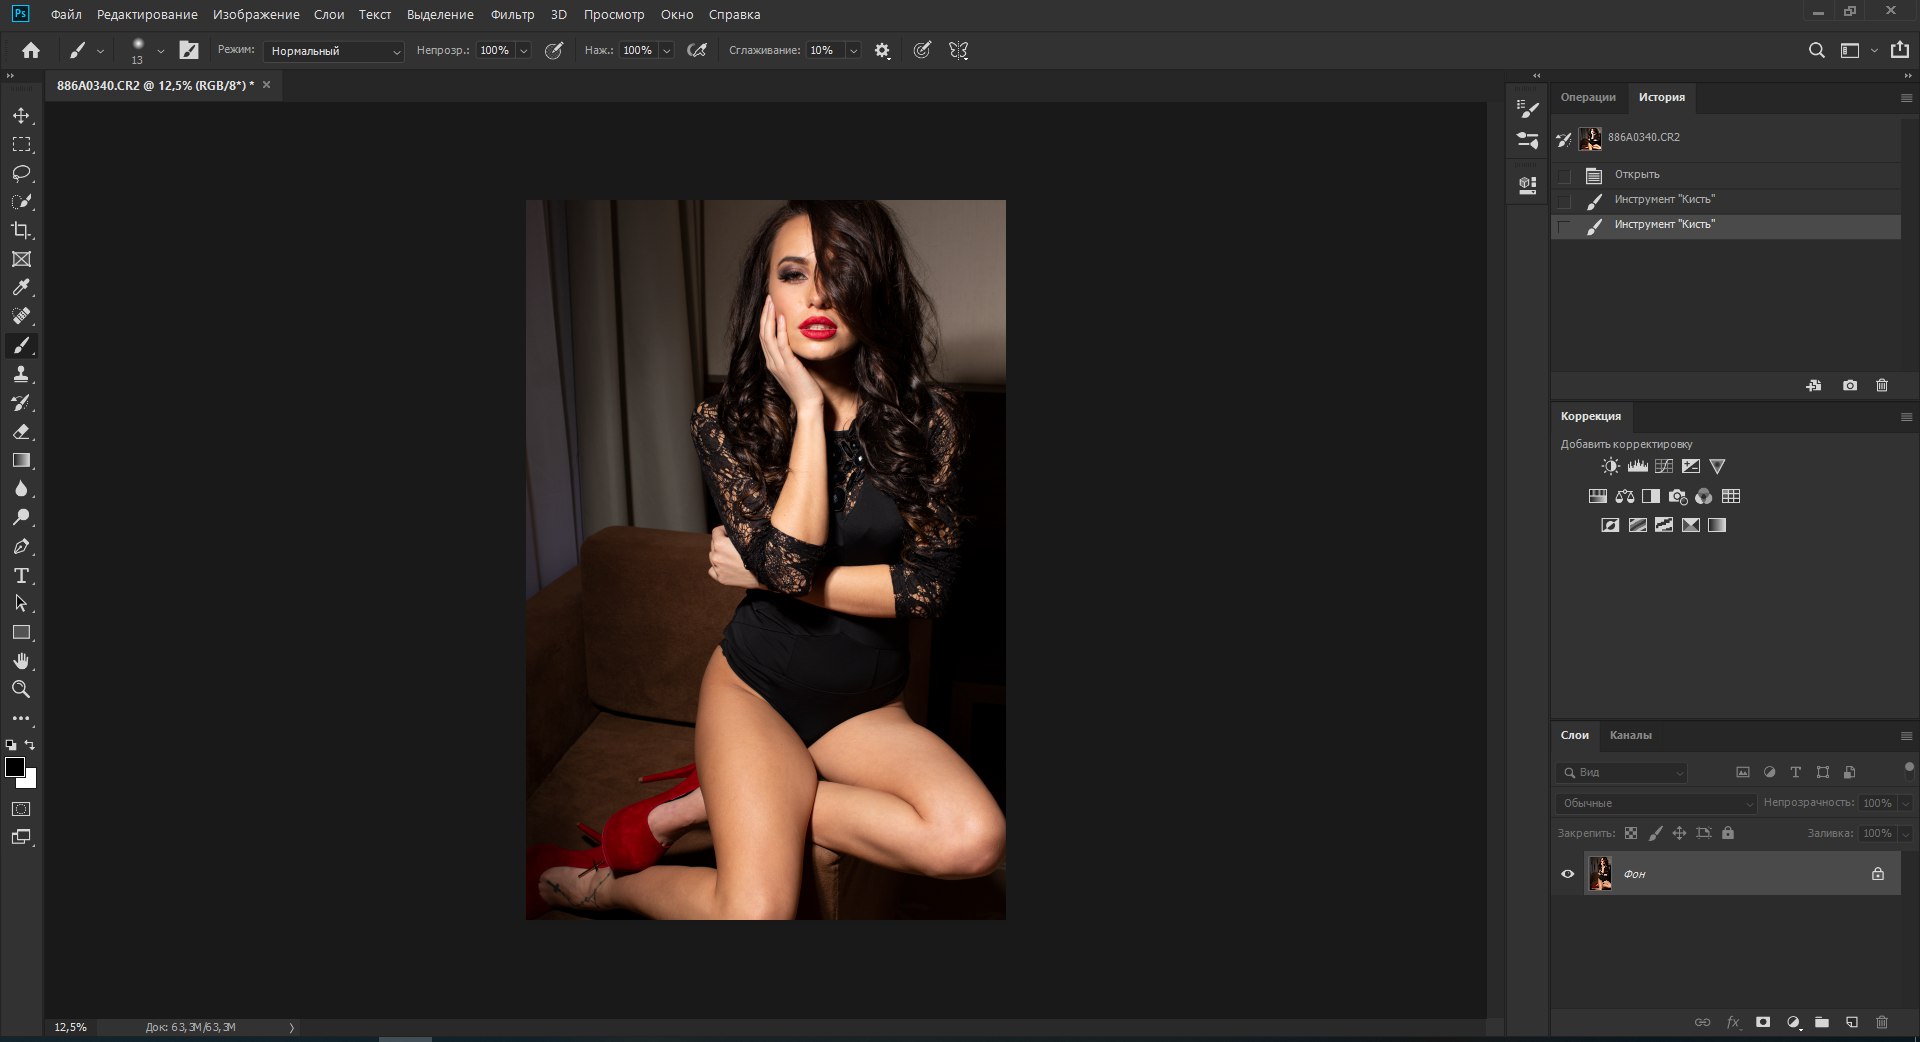 Ps Файл Редактирование Изображение Слои Текст Выделение Фильтр 3D Просмотр Окно Справка
13 Режим: Нормальный Непрозр.: 100% Наж.: 100% Сглаживание: 10%
886A0340.CR2 @ 12,5% (RGB/8*) *
Операции История
886A0340.CR2
Открыть
Инструмент "Кисть"
Инструмент "Кисть"
Коррекция
Добавить корректировку
Слои Каналы
Вид
Обычные Непрозрачность: 100%
Закрепить: Заливка: 100%
Фон
fx
12,5% Док: 63,3M/63,3M